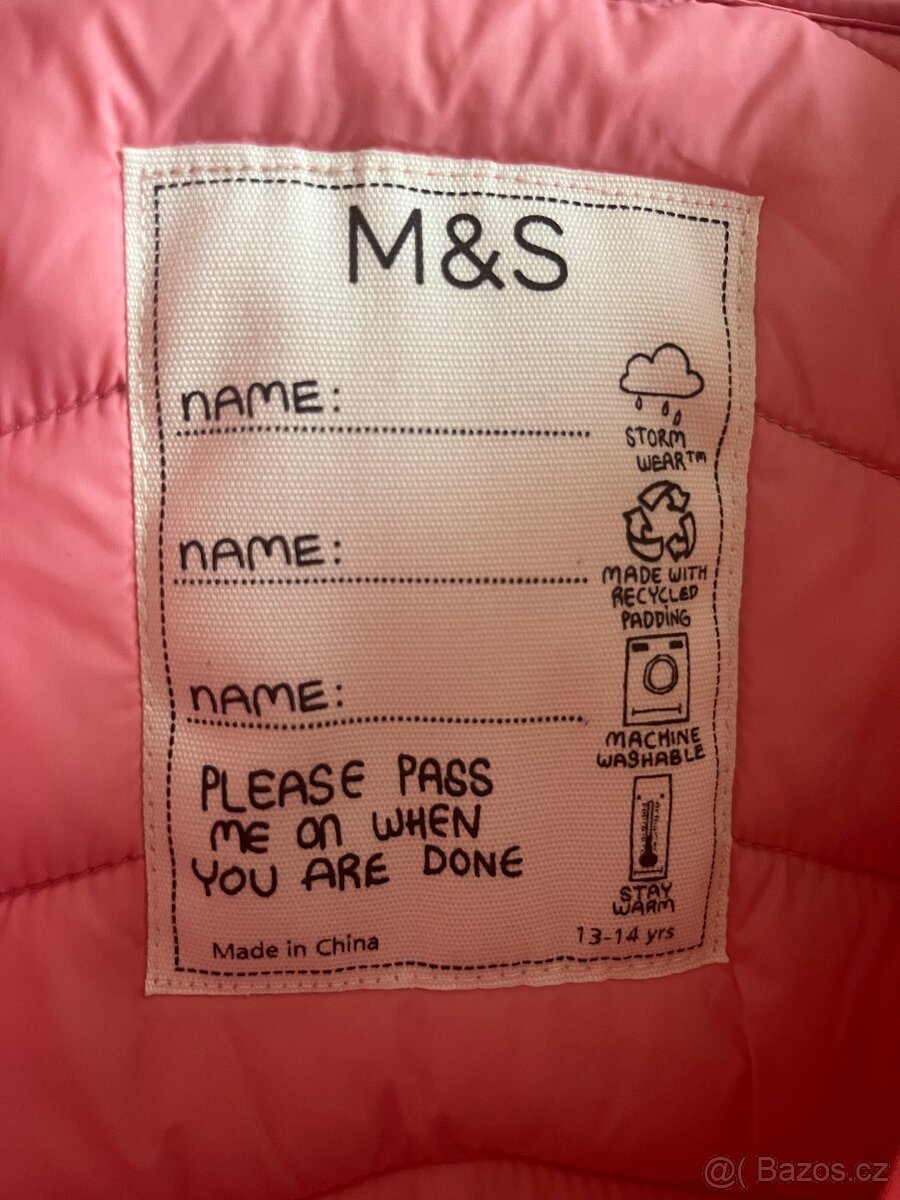 M&S
NAME:
STORM
WEAR™
NAME:
MADE WITH
RECYCLED
PADDING
NAME:
MACHINE
WASHABLE
PLEASE PASS
ME ON WHEN
YOU ARE DONE
STAY
WARM
Made in China
13-14 yrs
@( Bazos.cz